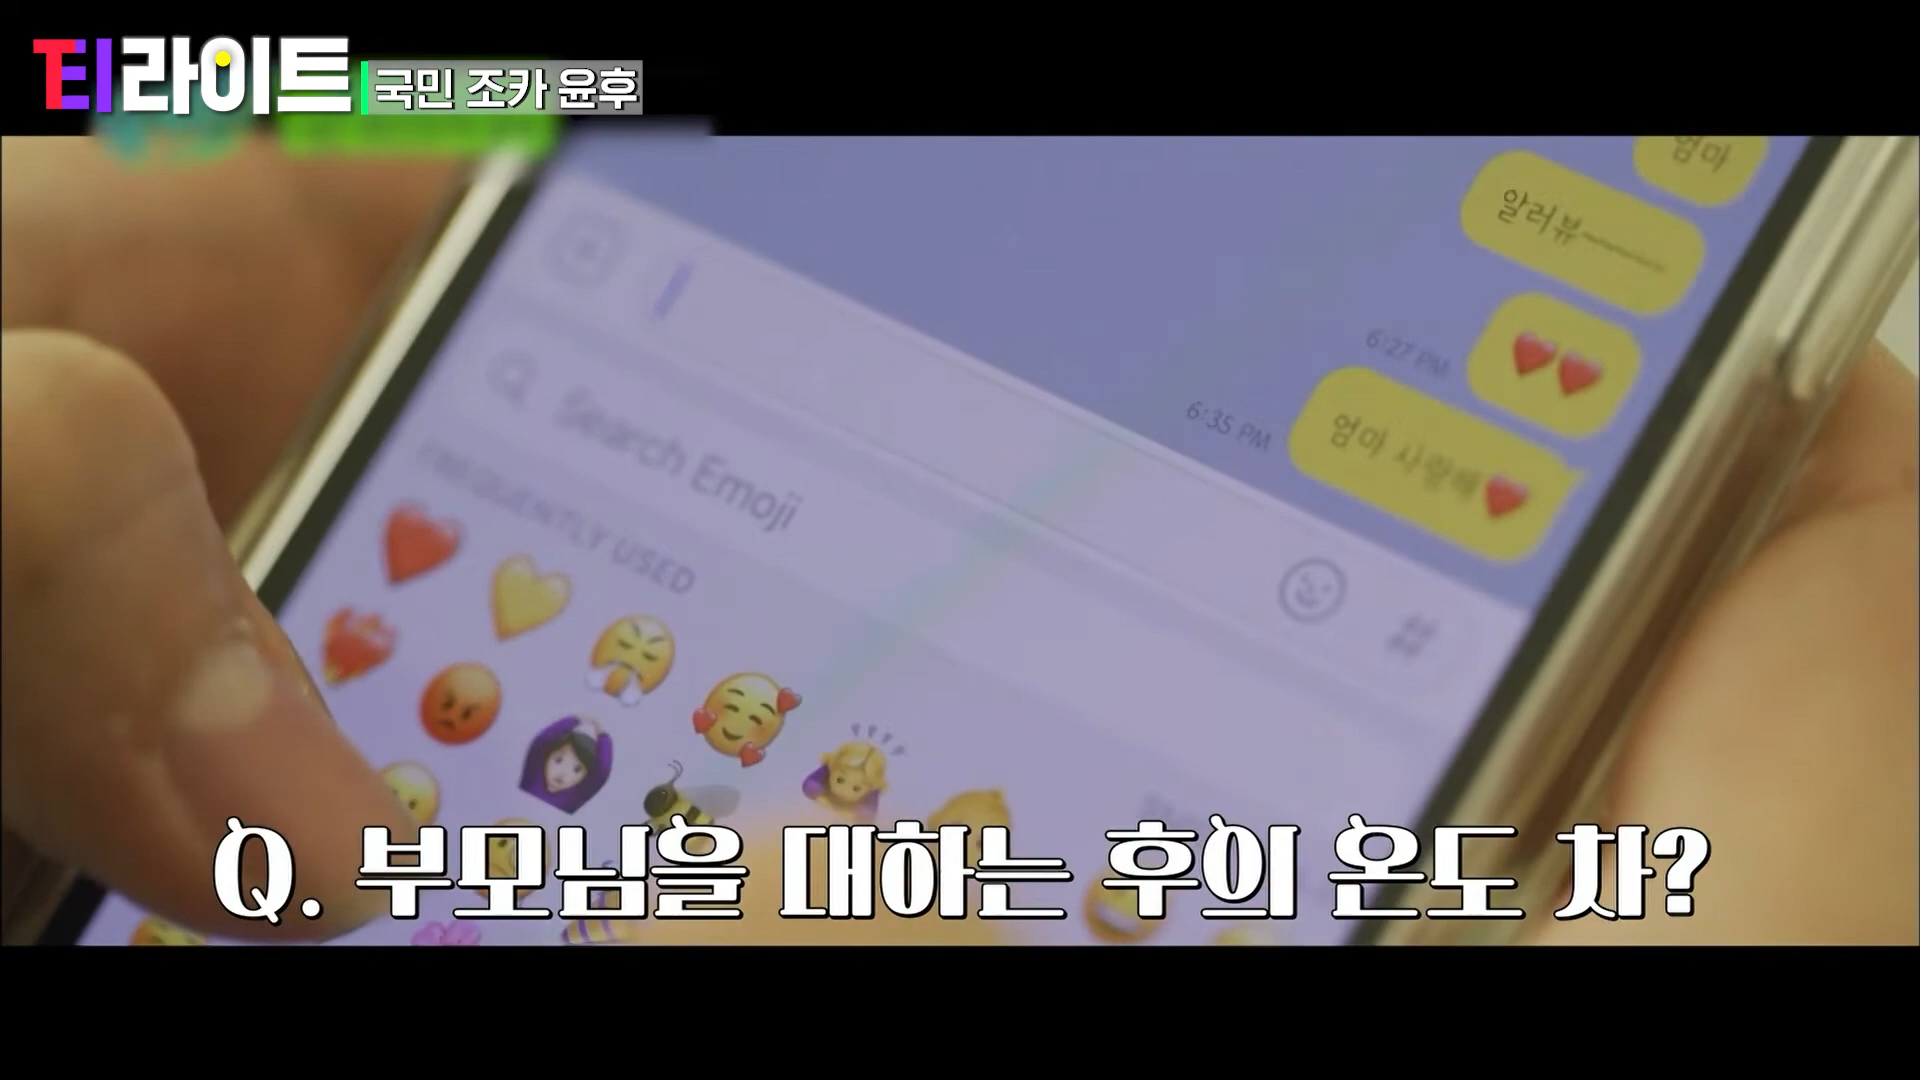 티라이트 국민 조카 윤후
엄마
알러뷰~~~~~
❤️❤️
6:27 PM
엄마 사랑해❤️
6:35 PM
Search Emoji
FREQUENTLY USED
Q. 부모님을 대하는 후의 온도 차?